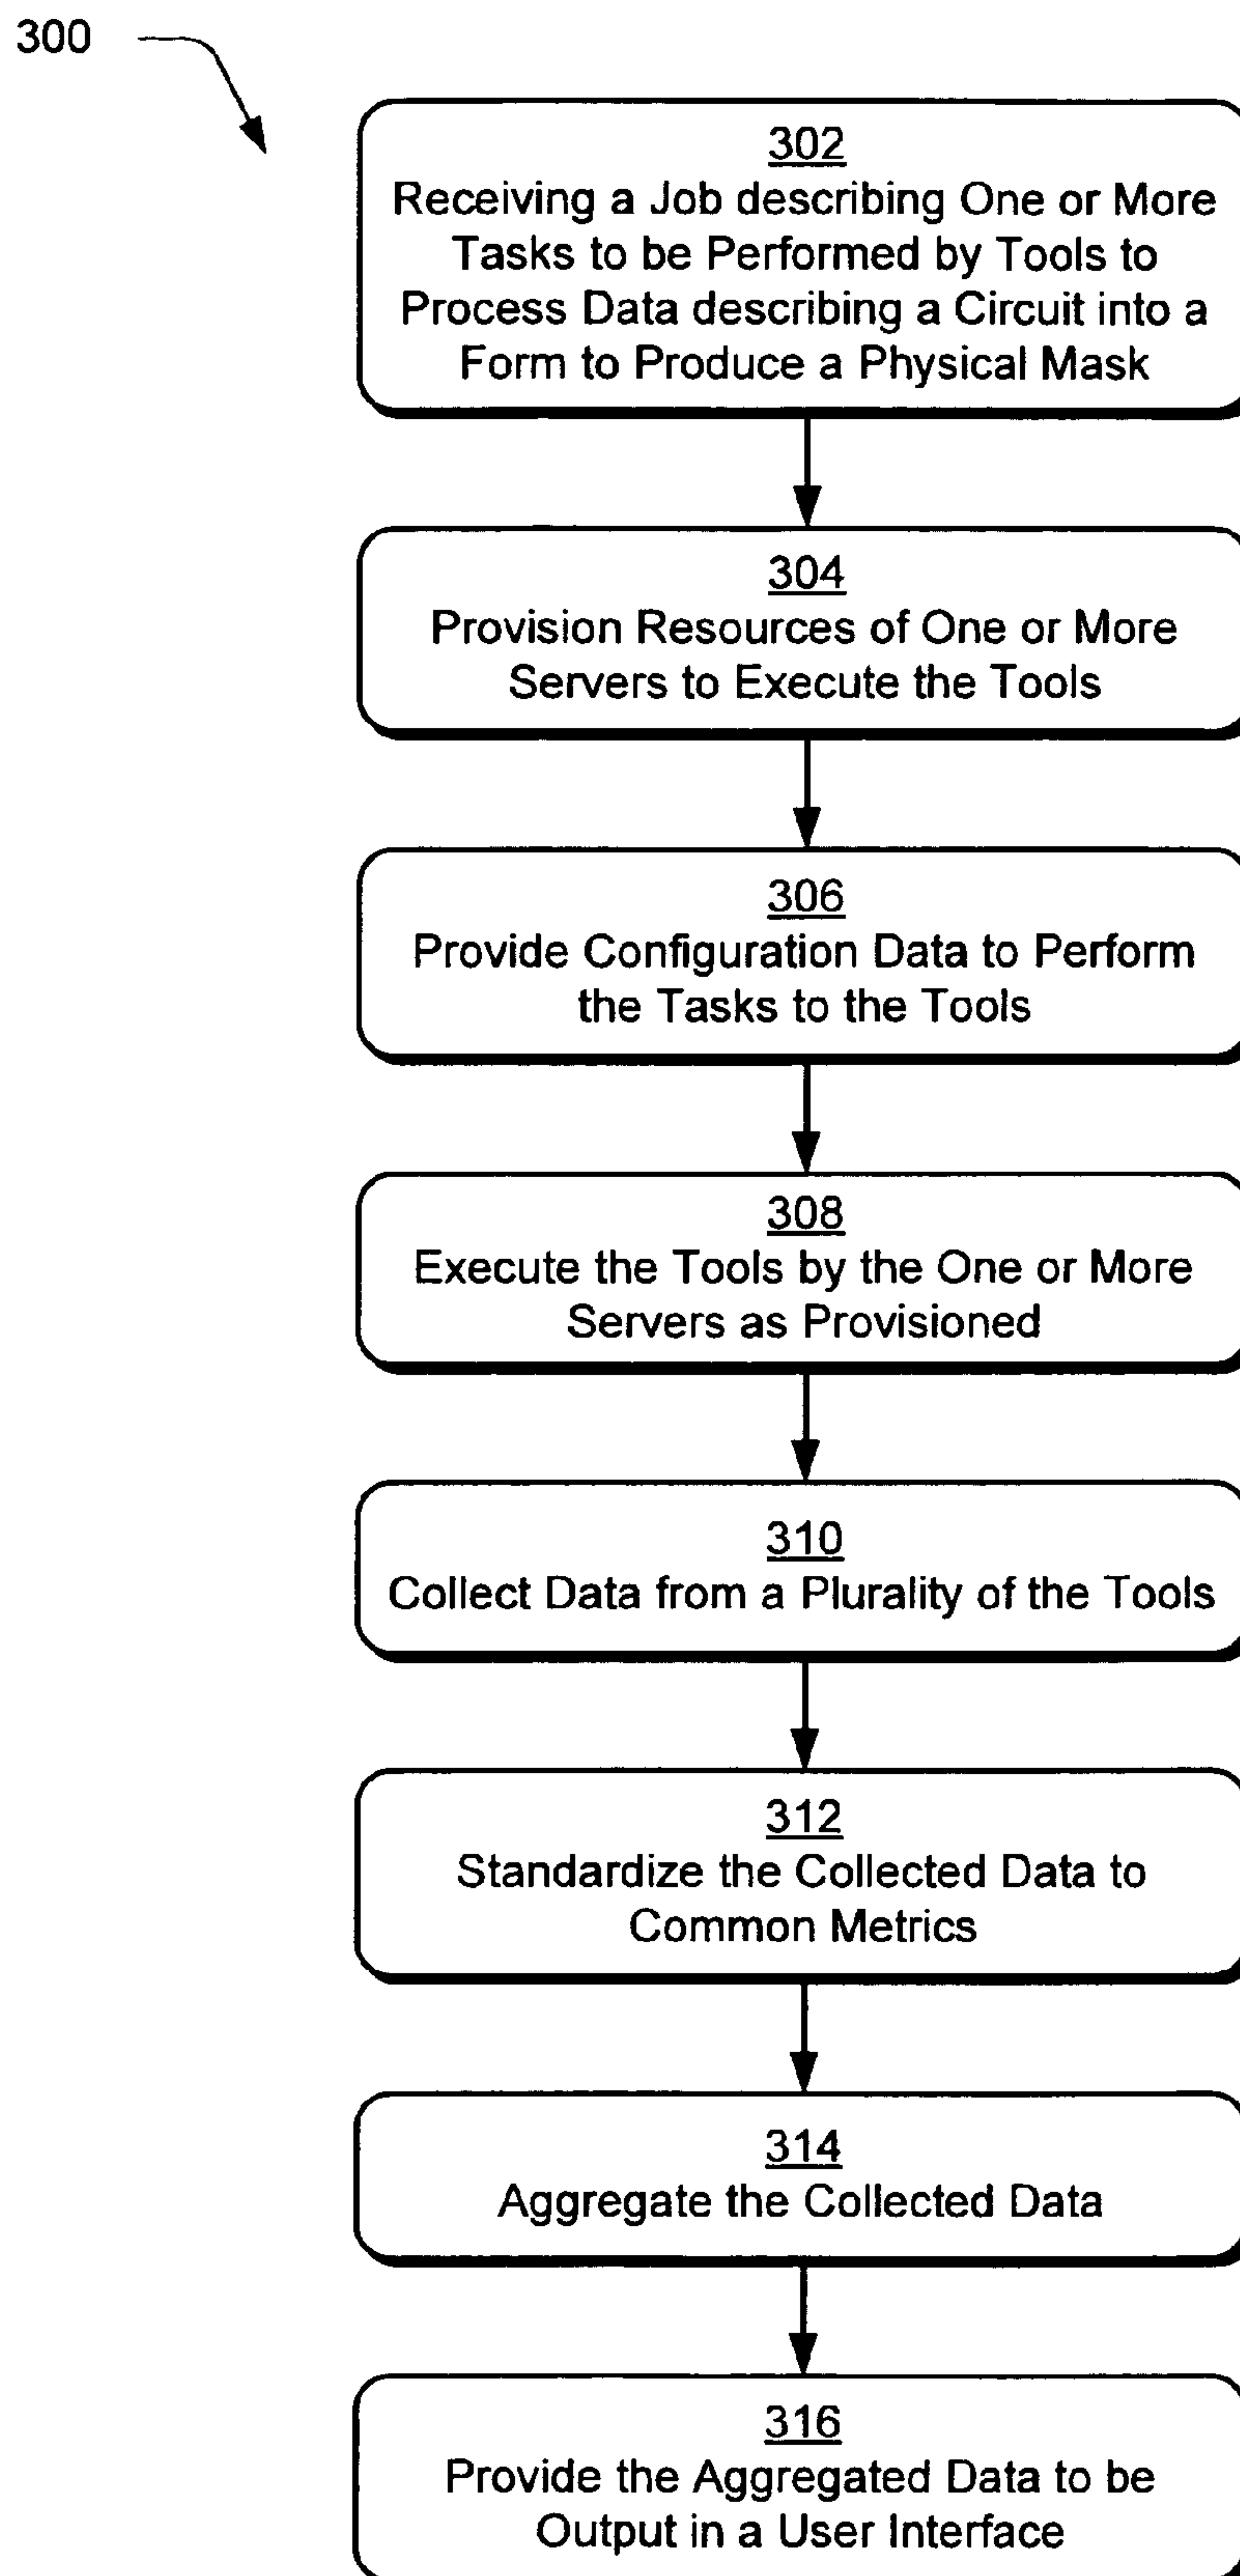 300
302
Receiving a Job describing One or More
Tasks to be Performed by Tools to
Process Data describing a Circuit into a
Form to Produce a Physical Mask
304
Provision Resources of One or More
Servers to Execute the Tools
306
Provide Configuration Data to Perform
the Tasks to the Tools
308
Execute the Tools by the One or More
Servers as Provisioned
310
Collect Data from a Plurality of the Tools
312
Standardize the Collected Data to
Common Metrics
314
Aggregate the Collected Data
316
Provide the Aggregated Data to be
Output in a User Interface